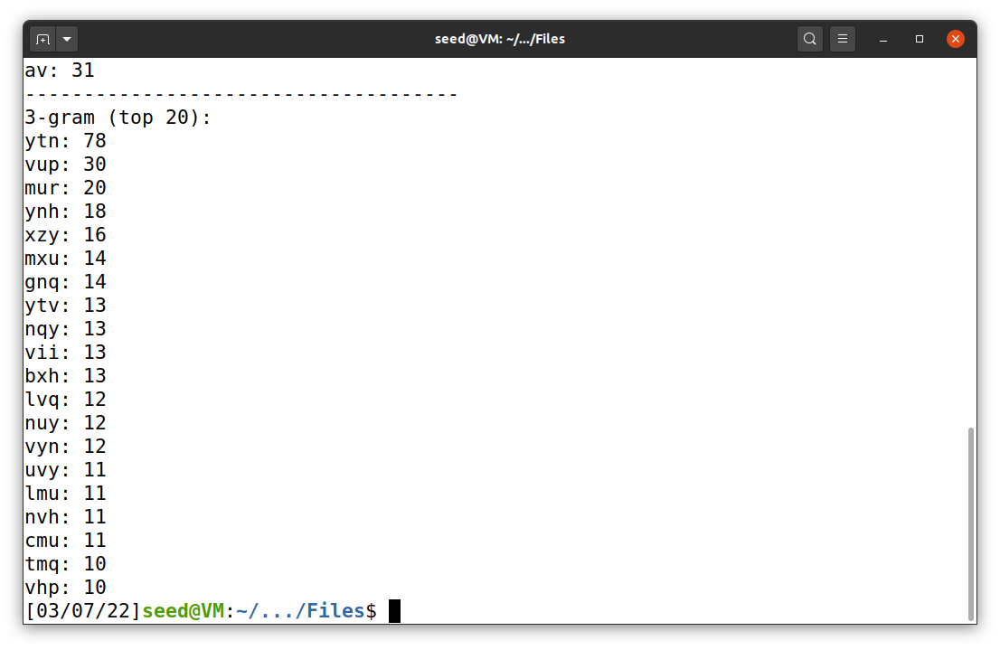 seed@VM: ~/.../Files
av: 31
-------------------------------------
3-gram (top 20):
ytn: 78
vup: 30
mur: 20
ynh: 18
xzy: 16
mxu: 14
gnq: 14
ytv: 13
nqy: 13
vii: 13
bxh: 13
lvq: 12
nuy: 12
vyn: 12
uvy: 11
lmu: 11
nvh: 11
cmu: 11
tmq: 10
vhp: 10
[03/07/22]seed@VM:~/.../Files$